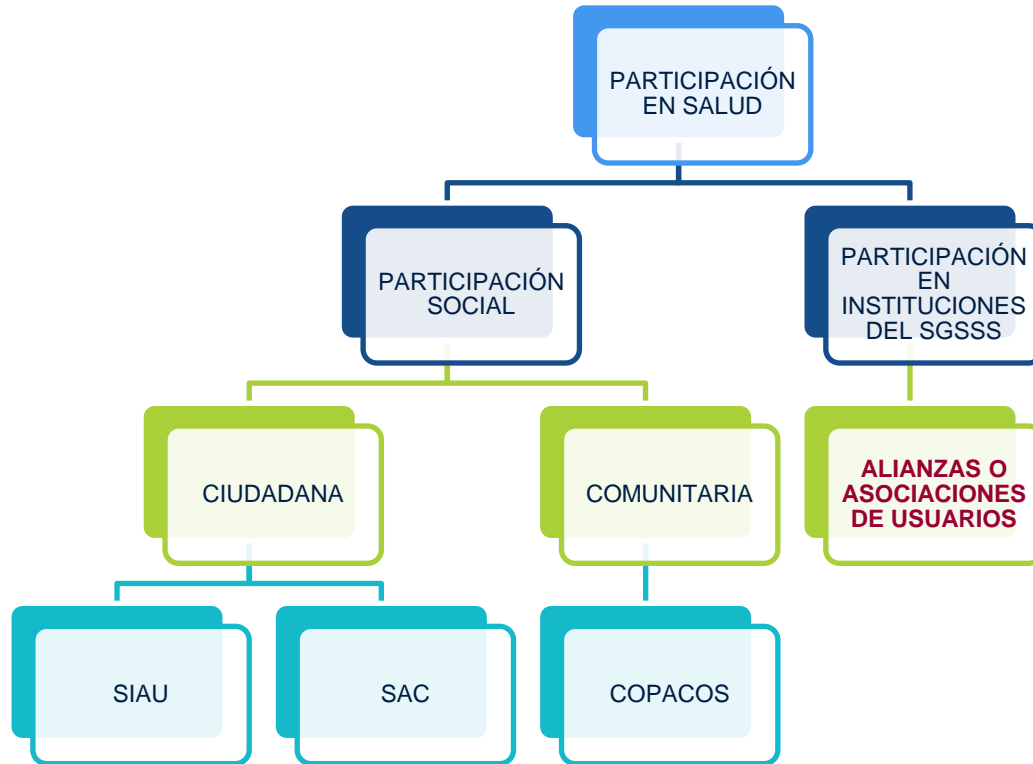 PARTICIPACIÓN
EN SALUD
PARTICIPACIÓN
SOCIAL
PARTICIPACIÓN
EN
INSTITUCIONES
DEL SGSSS
CIUDADANA
COMUNITARIA
ALIANZAS O
ASOCIACIONES
DE USUARIOS
SIAU
SAC
COPACOS